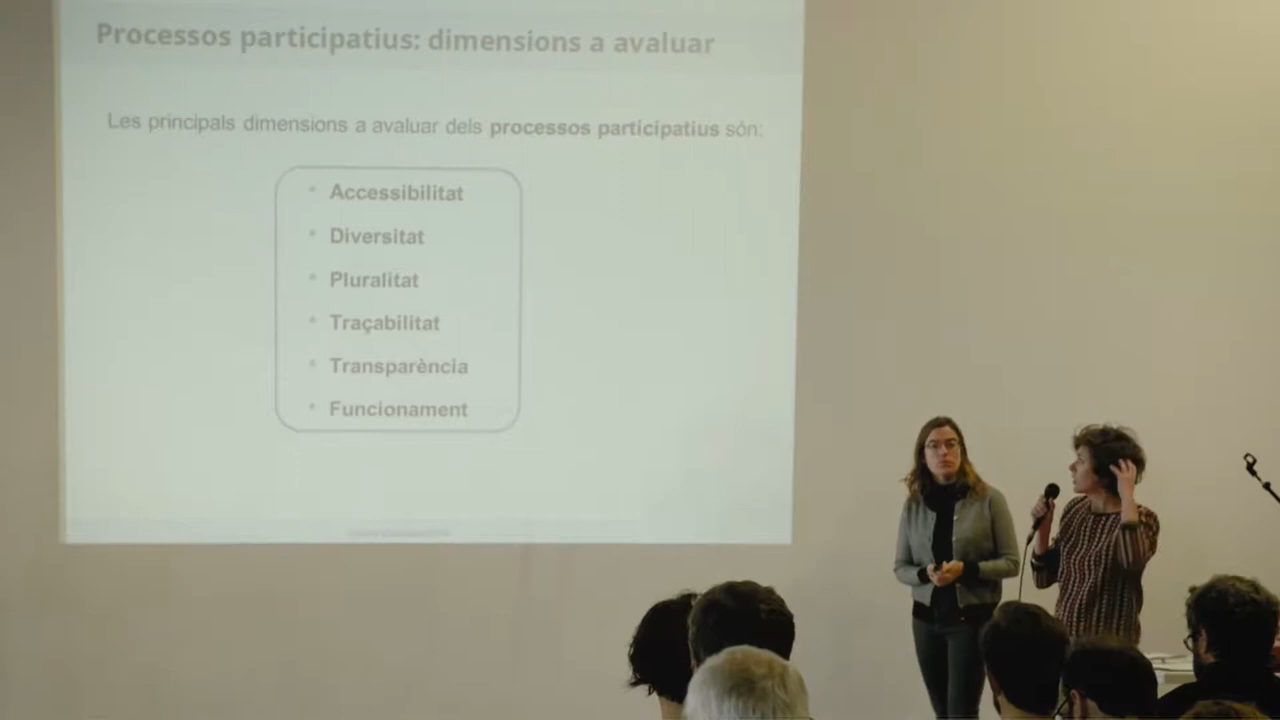 Processos participatius: dimensions a avaluar
Les principals dimensions a avaluar dels processos participatius són:
Accessibilitat
Diversitat
Pluralitat
Traçabilitat
Transparència
Funcionament